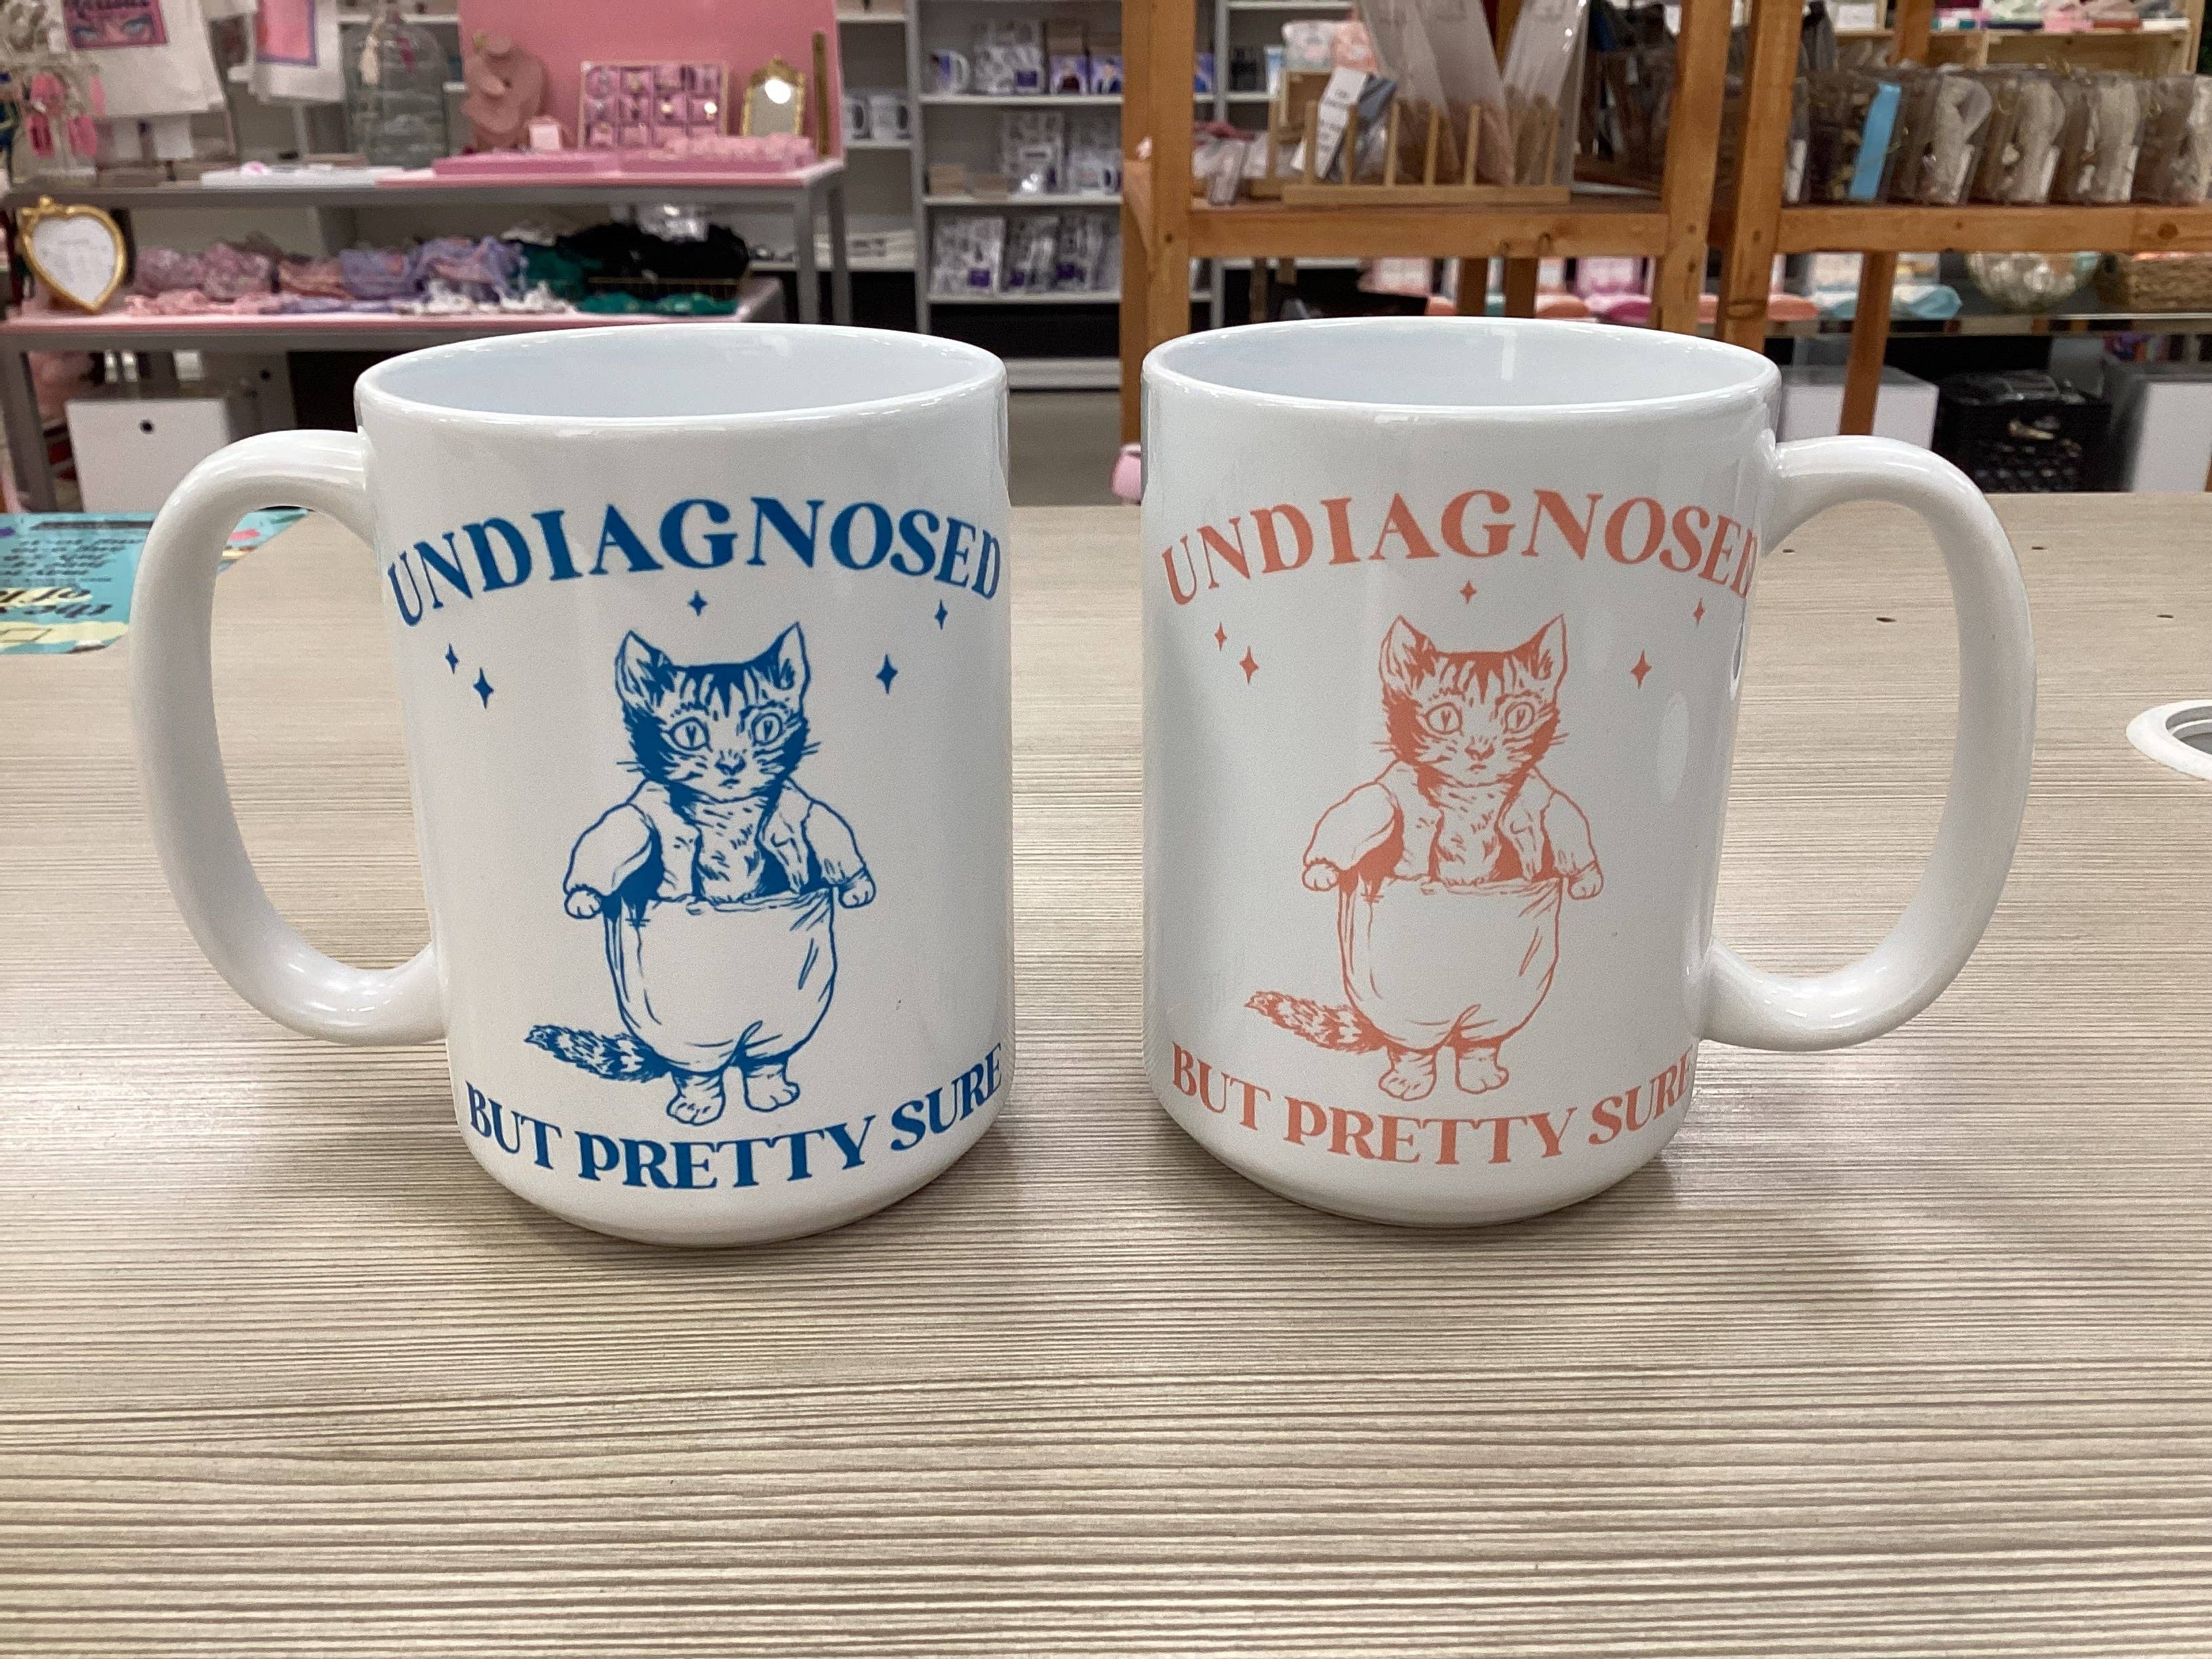 UNDIAGNOSED
BUT PRETTY SURE
UNDIAGNOSED
BUT PRETTY SURE